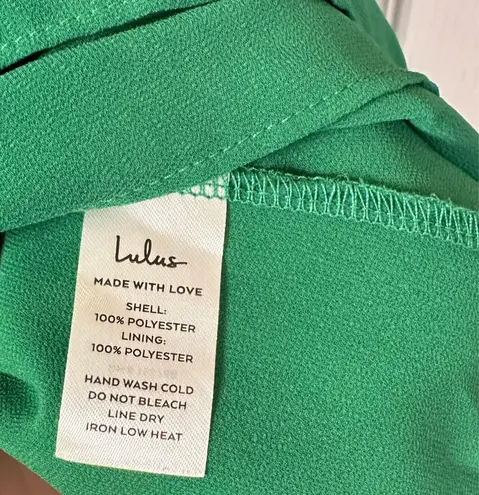 Lulus
MADE WITH LOVE
SHELL:
100% POLYESTER
LINING:
100% POLYESTER
HAND WASH COLD
DO NOT BLEACH
LINE DRY
IRON LOW HEAT